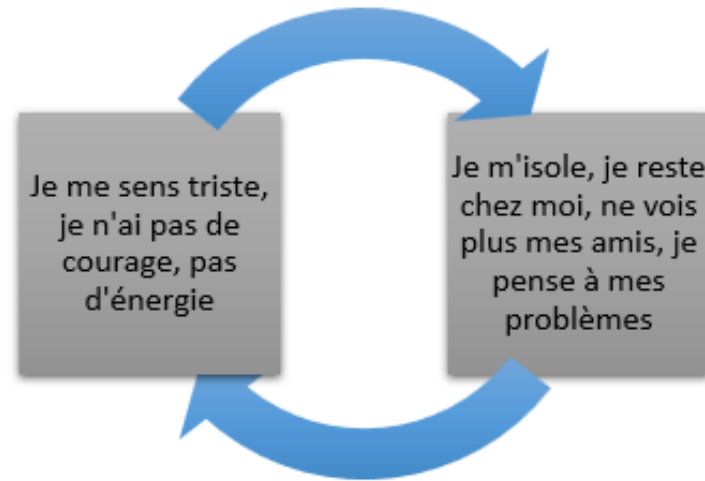 Je me sens triste,
je n'ai pas de
courage, pas
d'énergie
Je m'isole, je reste
chez moi, ne vois
plus mes amis, je
pense à mes
problèmes